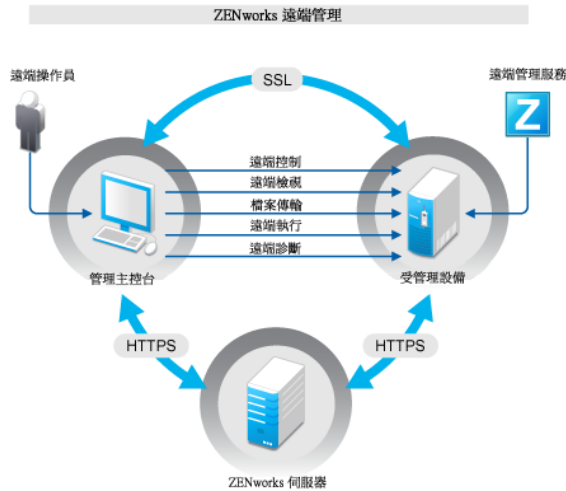 ZENworks 遠端管理
遠端操作員
SSL
遠端管理服務
Z
遠端控制
遠端檢視
檔案傳輸
遠端執行
遠端診斷
管理主控台
受管理設備
HTTPS
HTTPS
ZENworks 伺服器